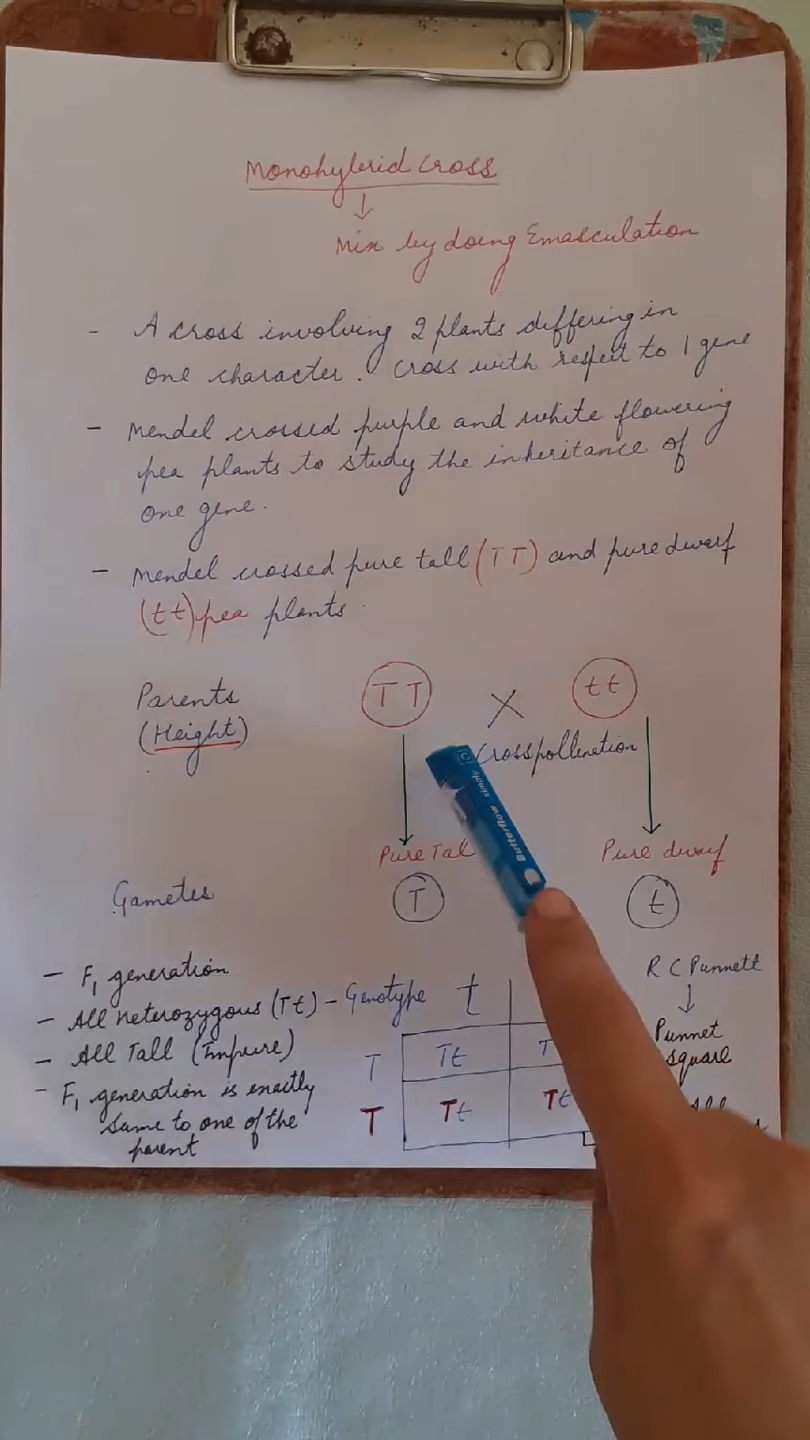 Monohybrid Cross
↓
Mix by doing Emasculation
- A cross involving 2 plants differing in
one character. Cross with respect to 1 gene
- Mendel crossed purple and white flowering
pea plants to study the inheritance of
one gene.
- Mendel crossed pure tall (TT) and pure dwarf
(tt) pea plants.
Parents TT X tt
(Height) Crosspollination
Butterflow simply
Pure Tal Pure dwarf
Gametes T t
- F1 generation
R C Punnett
↓
Punnet
square
- All heterozygous (Tt) - Genotype
- All Tall (Impure)
- F1 generation is exactly
same to one of the
parent
t
T Tt T
T Tt Tt
All